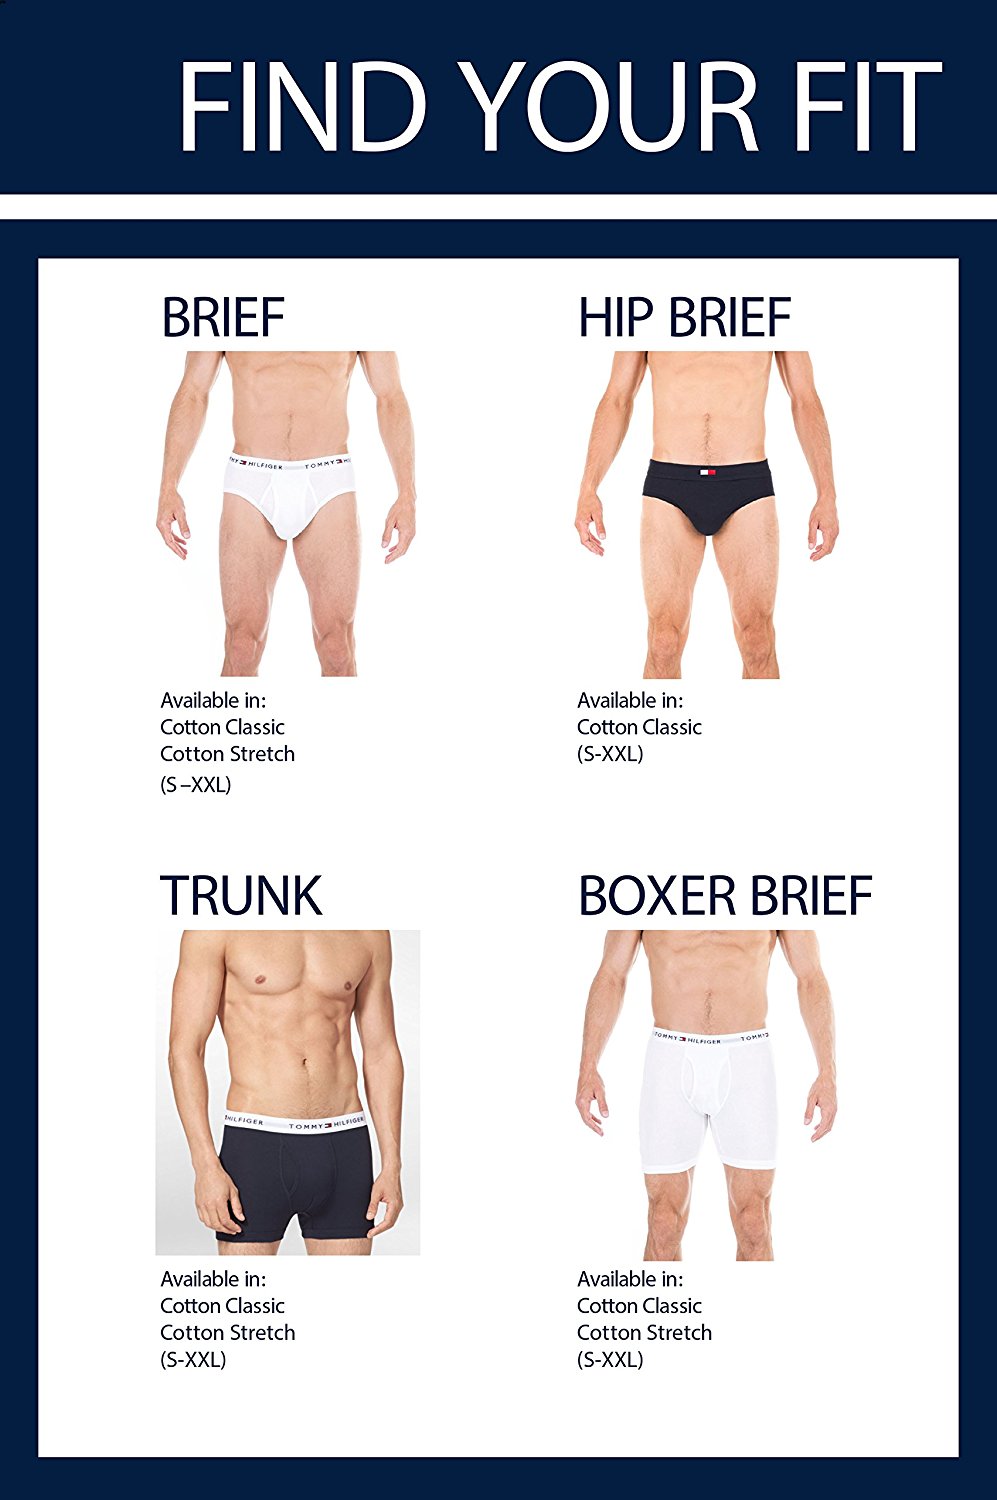 FIND YOUR FIT
BRIEF
HILFIGER TOMMY
Available in:
Cotton Classic
Cotton Stretch
(S–XXL)
HIP BRIEF
Available in:
Cotton Classic
(S-XXL)
TRUNK
HILFIGER TOMMY HILFIGER
Available in:
Cotton Classic
Cotton Stretch
(S-XXL)
BOXER BRIEF
TOMMY HILFIGER TOMMY
Available in:
Cotton Classic
Cotton Stretch
(S-XXL)